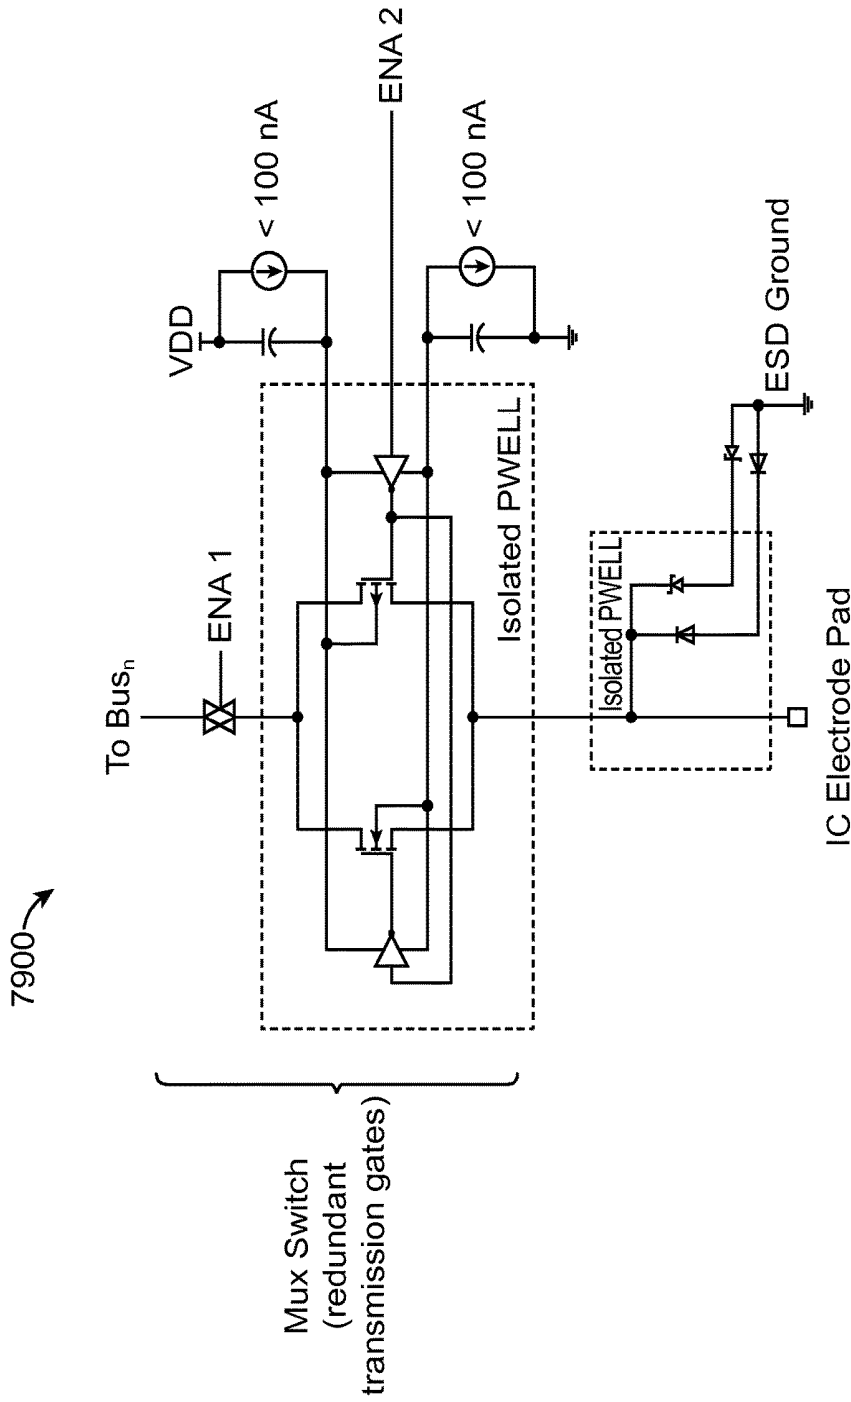 7900
To Busn
ENA 1
VDD
< 100 nA
ENA 2
< 100 nA
Isolated PWELL
Mux Switch
(redundant
transmission gates)
Isolated PWELL
ESD Ground
IC Electrode Pad